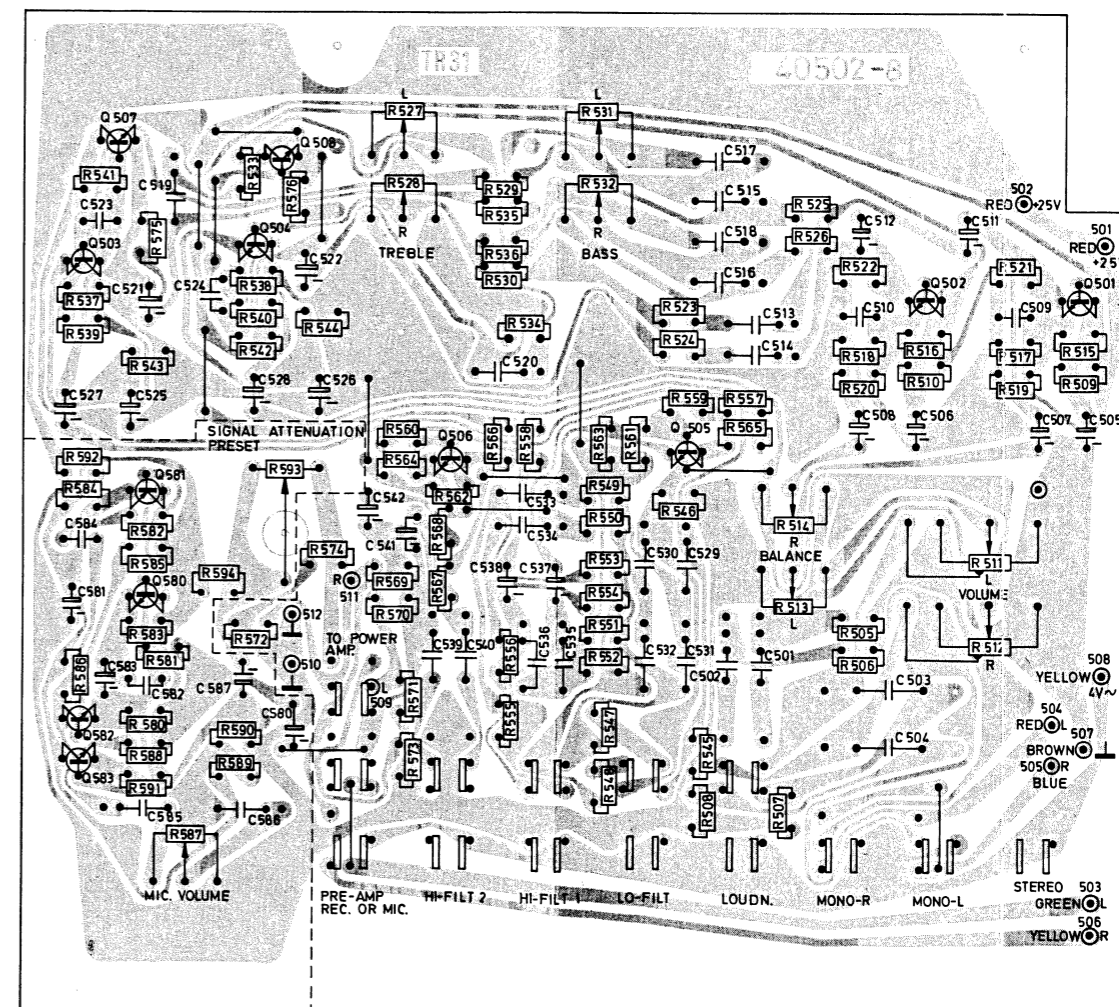 TR31
40502-8
L
R527
L
R531
Q507
Q508
R533
R576
R541
C519
C517
R528
R
TREBLE
R529
R535
R532
R
BASS
C515
R525
502
RED +25V
C523
R575
Q503
Q504
C518
R526
C512
C511
501
RED
+25
C522
R536
R530
C516
R522
R521
C521
C524
R538
R537
R540
R544
R539
R542
R543
R534
R523
R524
C513
C514
C510
Q502
C509
Q501
R518
R516
R517
R515
C520
R520
R510
R519
R509
C527
C525
C528
C526
R559
R557
R565
C508
C506
C507
C505
SIGNAL ATTENUATION
PRESET
R560
R564
Q506
R566
R558
R563
R561
Q505
R592
R584
Q581
R593
R562
C533
R549
R546
C542
C534
R550
R514
R
BALANCE
R582
C584
R585
R574
C541
R568
R553
C530
C529
R511
L
VOLUME
Q580
R594
R
511
R569
R567
C538
C537
R554
R570
R513
L
C581
512
R583
R572
TO POWER
AMP.
R551
R505
R512
R
R581
C539
C540
R556
C536
C535
R552
C532
C531
C502
C501
R506
R586
C583
C582
C587
510
L
509
R571
C503
508
YELLOW
4V~
C580
R555
R547
504
RED L
Q582
R580
R590
R573
R545
C504
507
BROWN
505 R
BLUE
R588
R589
R548
Q583
R591
R508
R507
C585
C586
R587
MIC. VOLUME
PRE-AMP
REC. OR MIC.
HI-FILT 2
HI-FILT 1
LO-FILT
LOUDN.
MONO-R
MONO-L
STEREO
503
GREEN L
506
YELLOW R